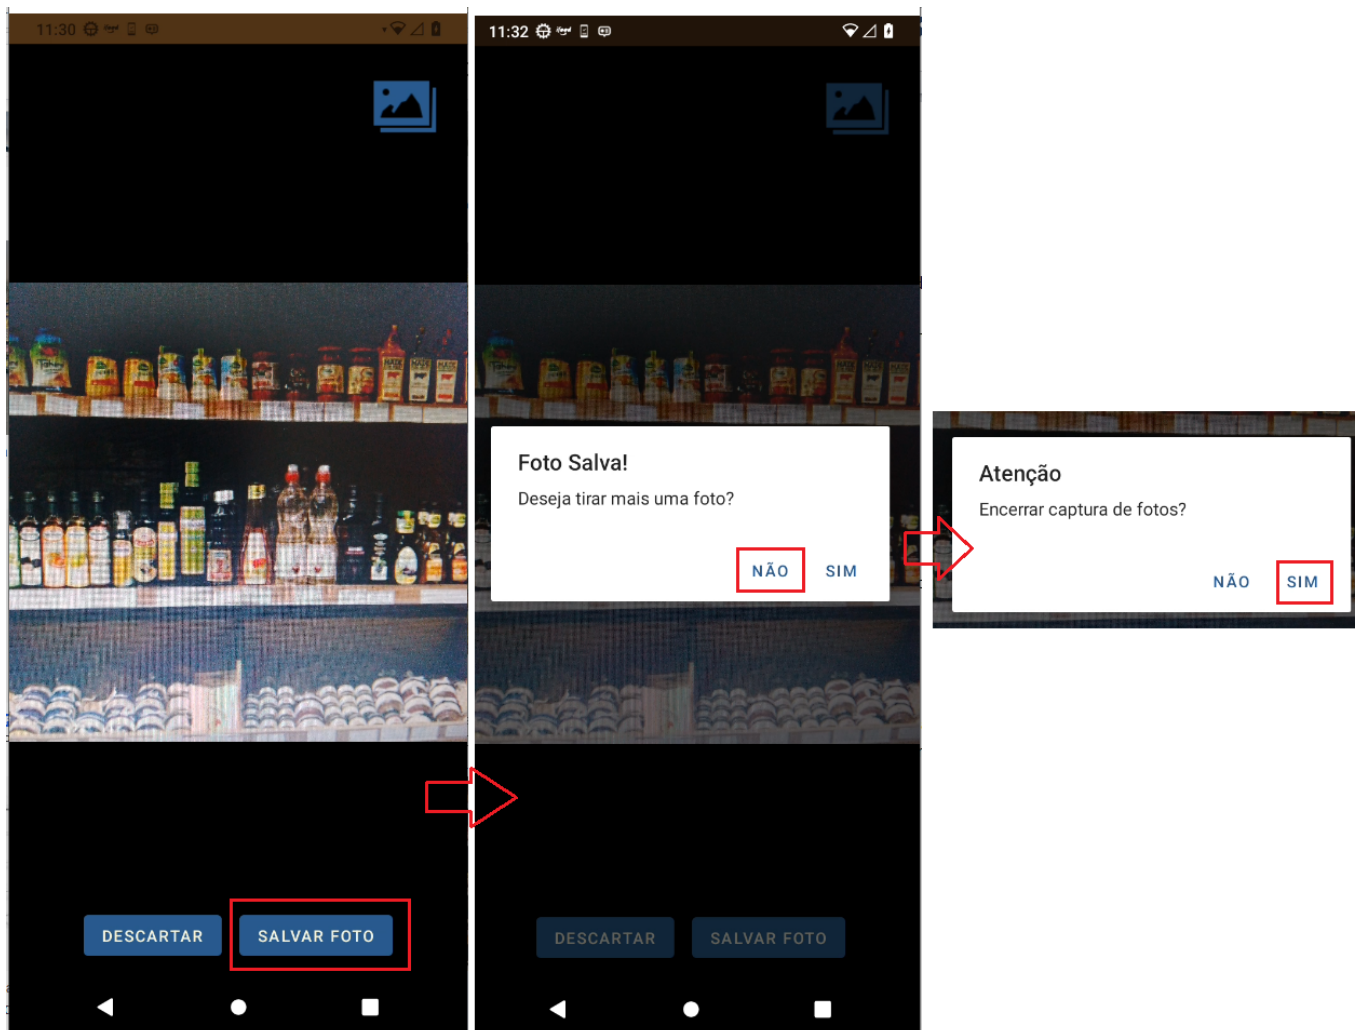 11:30
DESCARTAR
SALVAR FOTO
11:32
Foto Salva!
Deseja tirar mais uma foto?
NÃO
SIM
DESCARTAR
SALVAR FOTO
Atenção
Encerrar captura de fotos?
NÃO
SIM